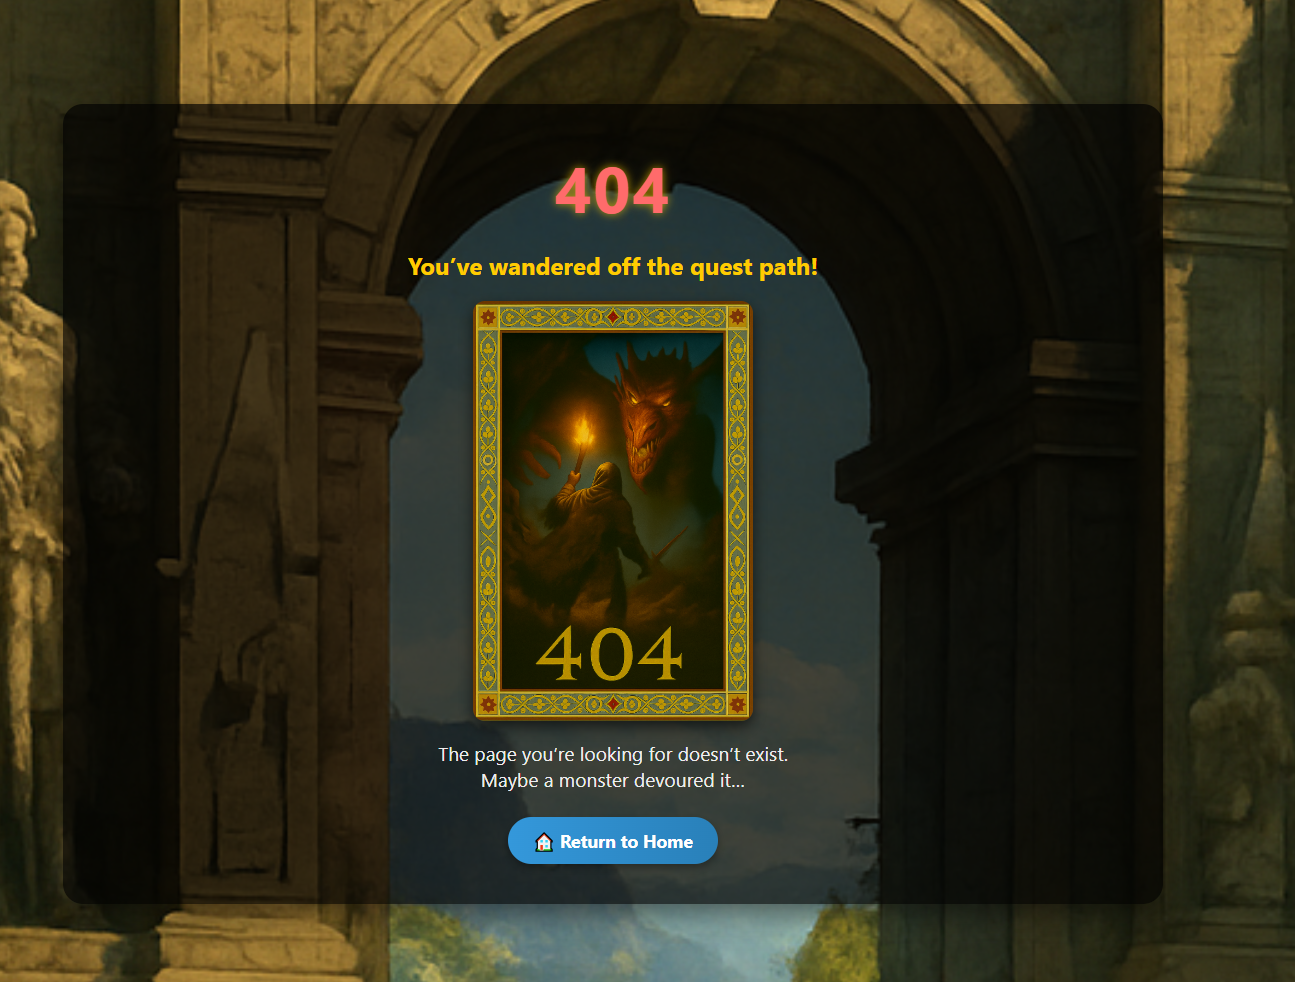 404
You’ve wandered off the quest path!
404
The page you’re looking for doesn’t exist.
Maybe a monster devoured it...
🏠 Return to Home